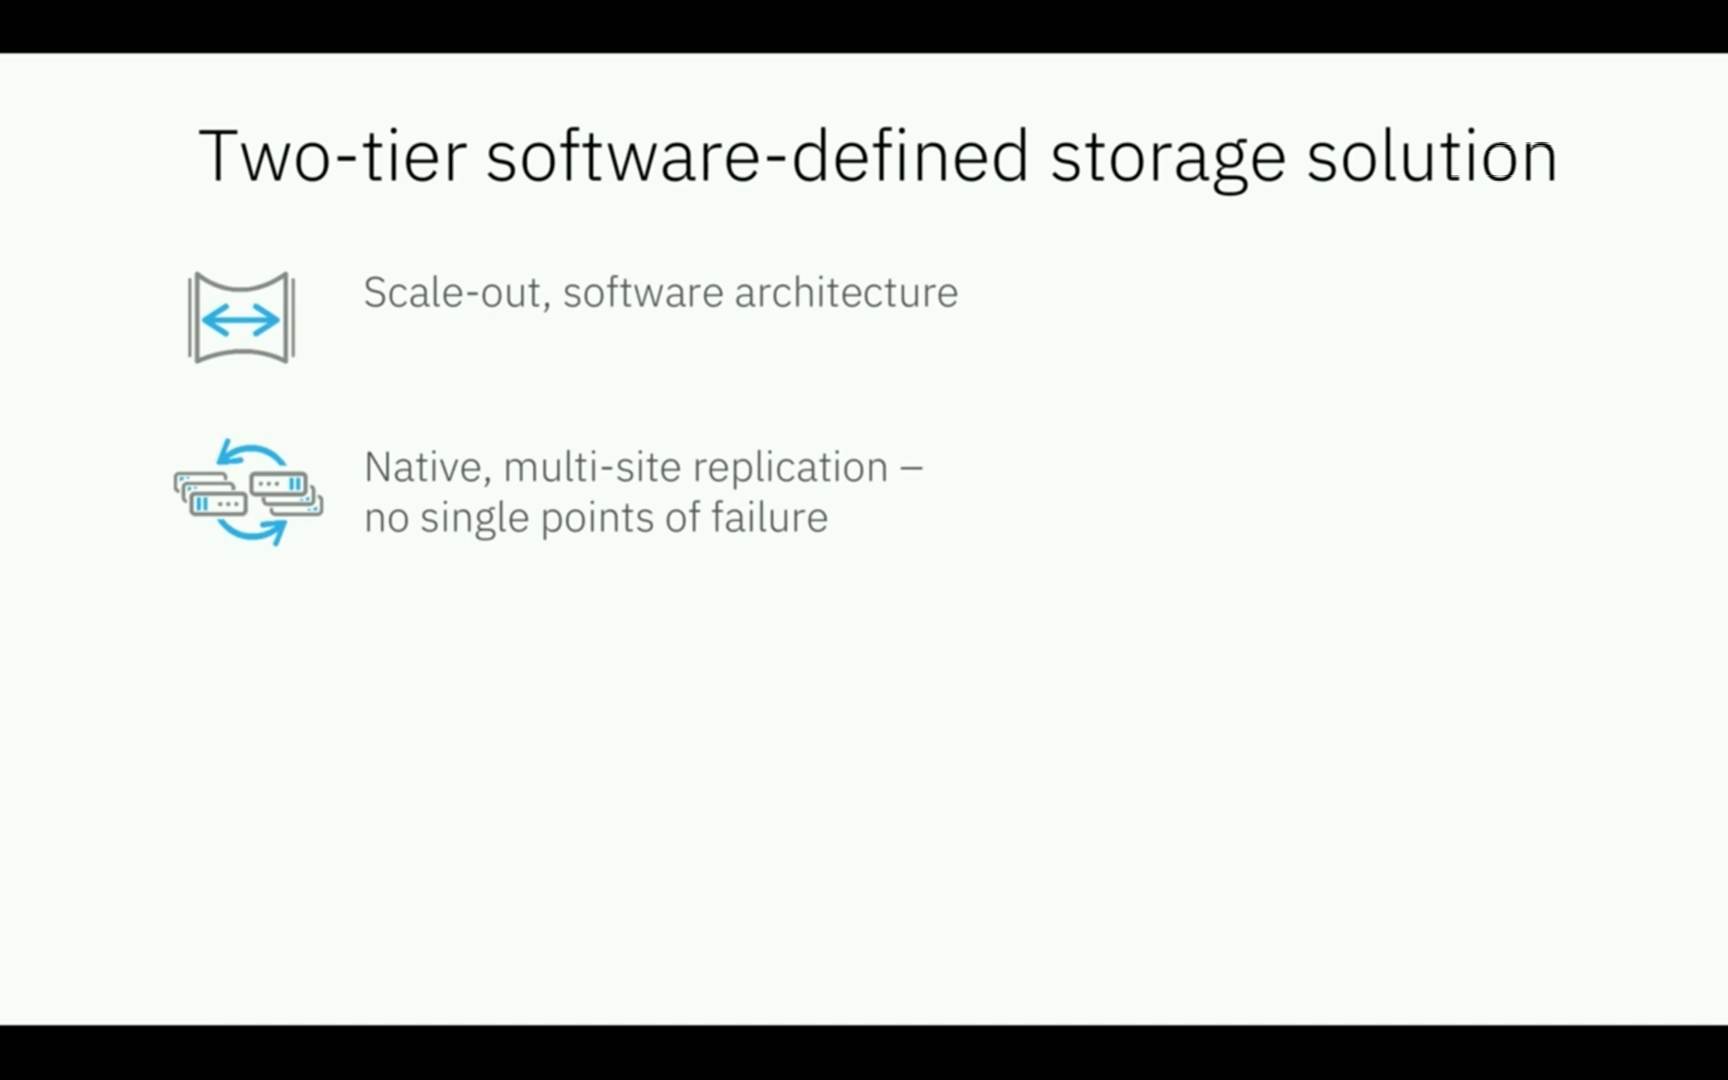 Two-tier software-defined storage solution
Scale-out, software architecture
Native, multi-site replication –
no single points of failure